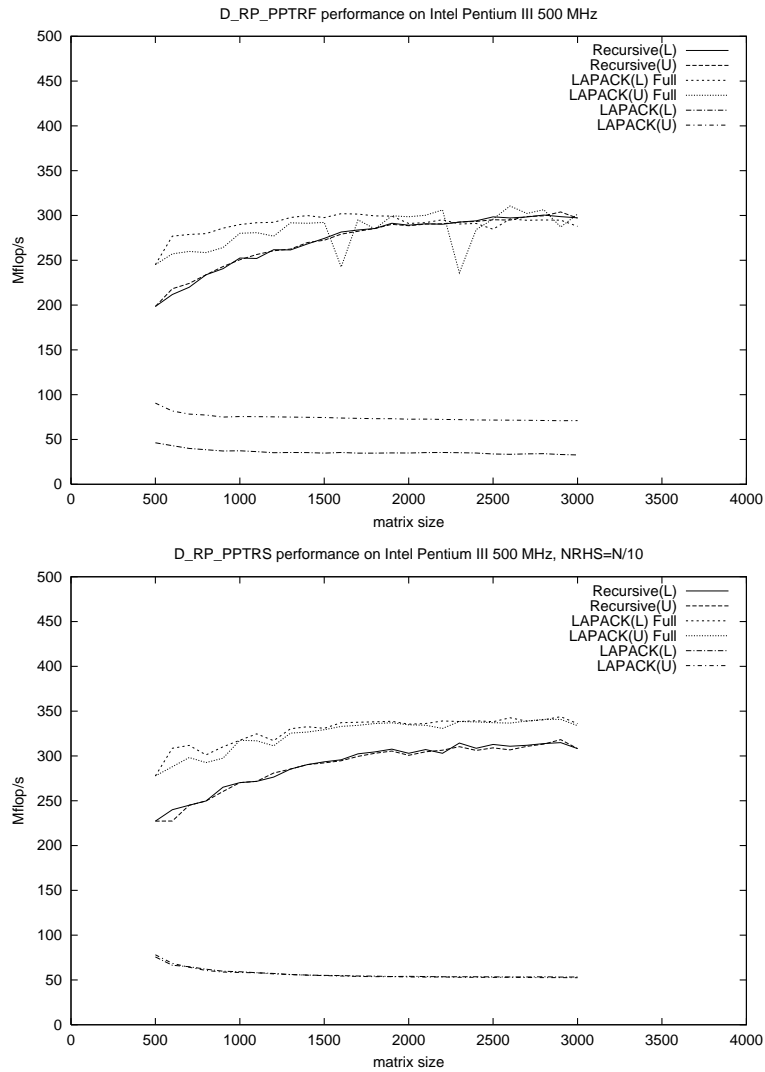 D_RP_PPTRF performance on Intel Pentium III 500 MHz
500
450
400
350
300
250
200
150
100
50
0
Mflop/s
Recursive(L)
Recursive(U)
LAPACK(L) Full
LAPACK(U) Full
LAPACK(L)
LAPACK(U)
0 500 1000 1500 2000 2500 3000 3500 4000
matrix size
D_RP_PPTRS performance on Intel Pentium III 500 MHz, NRHS=N/10
500
450
400
350
300
250
200
150
100
50
0
Mflop/s
Recursive(L)
Recursive(U)
LAPACK(L) Full
LAPACK(U) Full
LAPACK(L)
LAPACK(U)
0 500 1000 1500 2000 2500 3000 3500 4000
matrix size